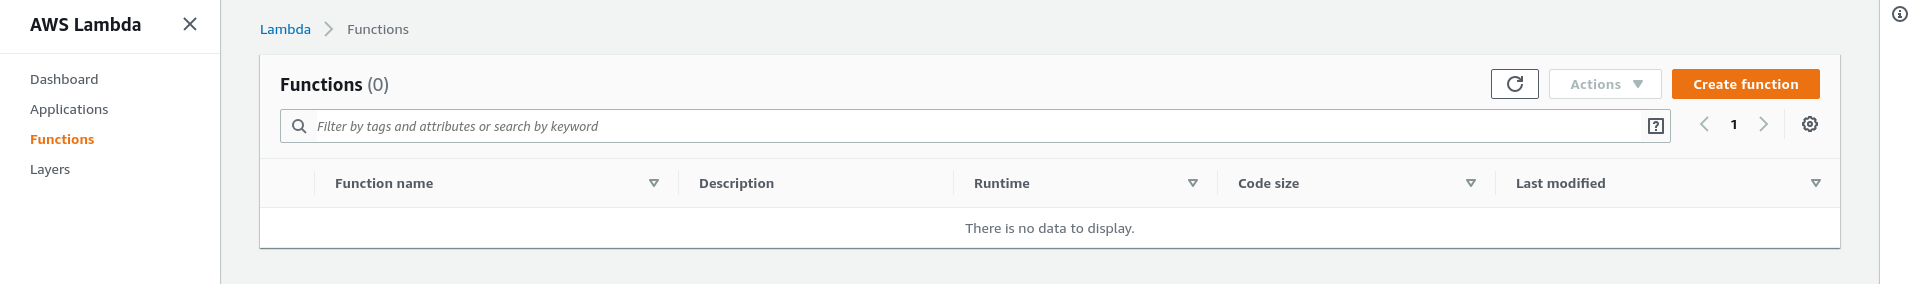 AWS Lambda
Dashboard
Applications
Functions
Layers
Lambda Functions
Functions (0)
Actions
Create function
Filter by tags and attributes or search by keyword
1
Function name Description Runtime Code size Last modified
There is no data to display.